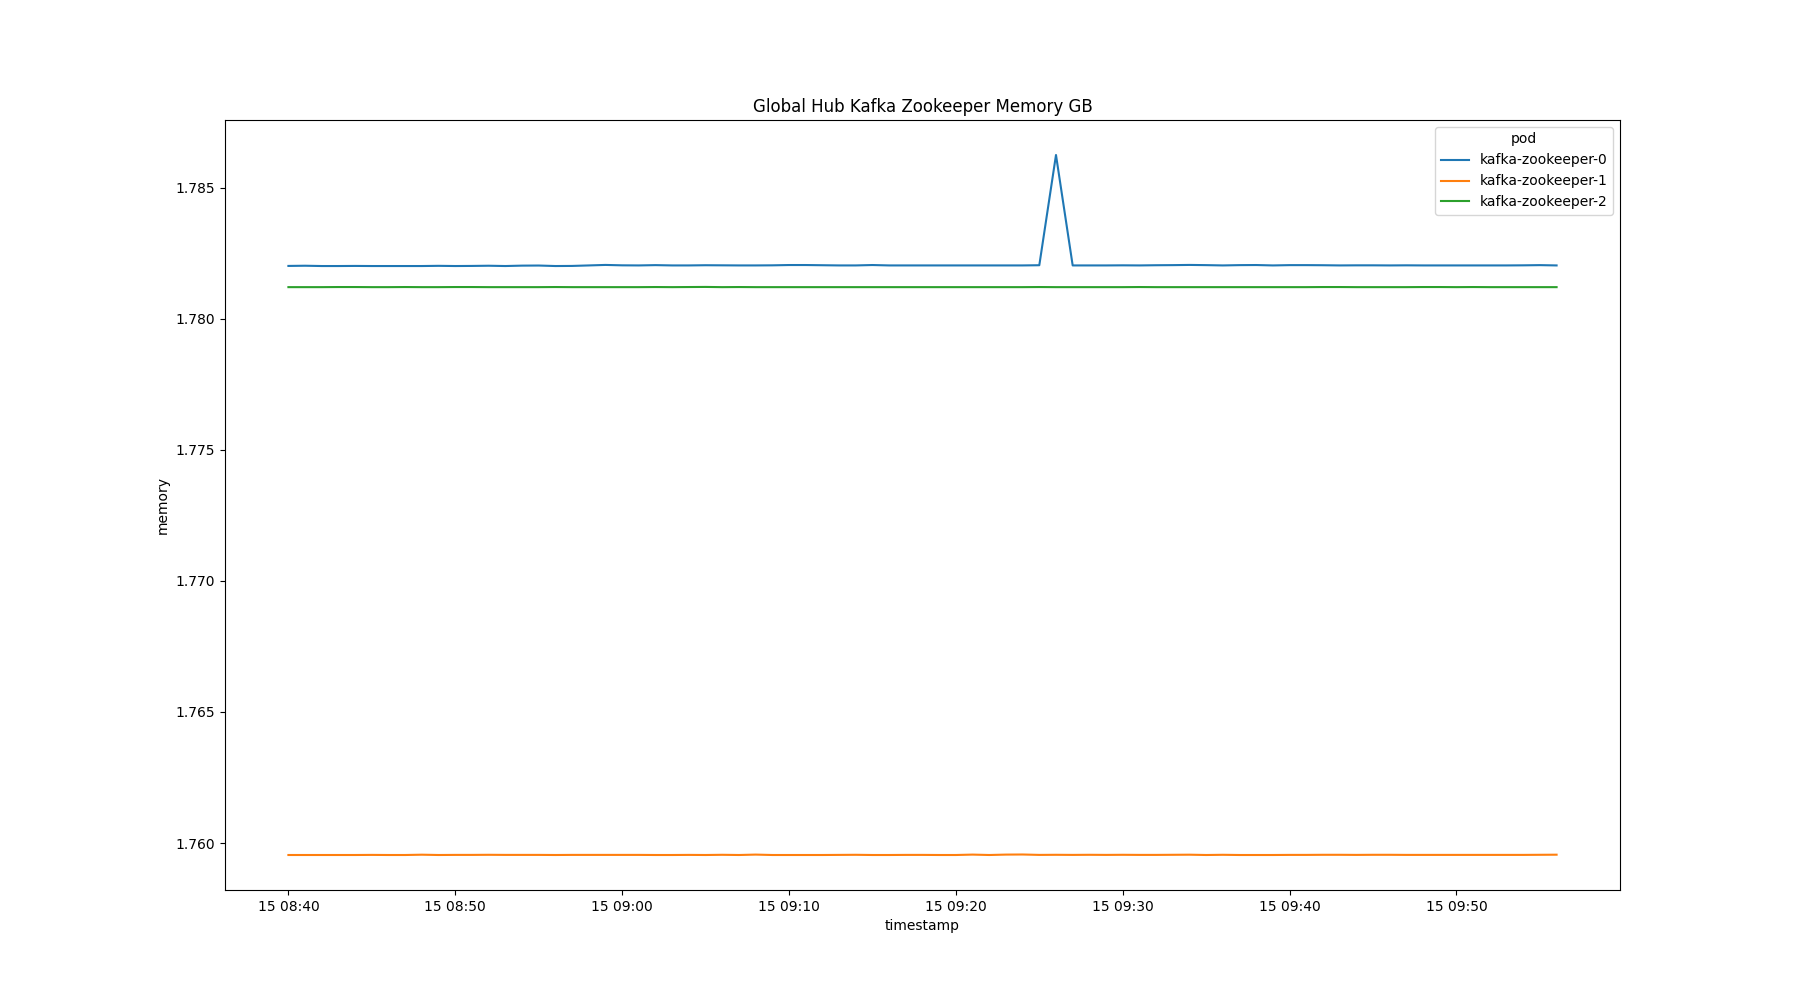 Global Hub Kafka Zookeeper Memory GB
pod
kafka-zookeeper-0
kafka-zookeeper-1
kafka-zookeeper-2
memory
1.785
1.780
1.775
1.770
1.765
1.760
15 08:40
15 08:50
15 09:00
15 09:10
15 09:20
15 09:30
15 09:40
15 09:50
timestamp